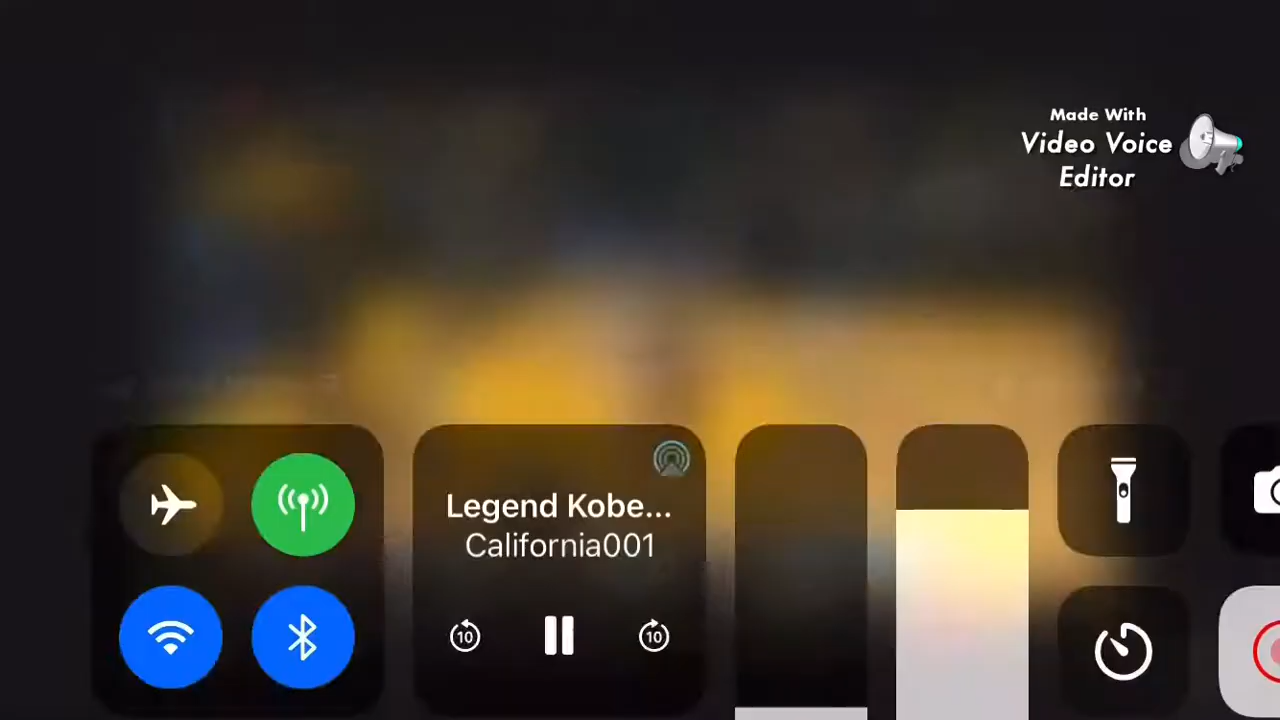 Made With
Video Voice
Editor
Legend Kobe...
California001
10
10